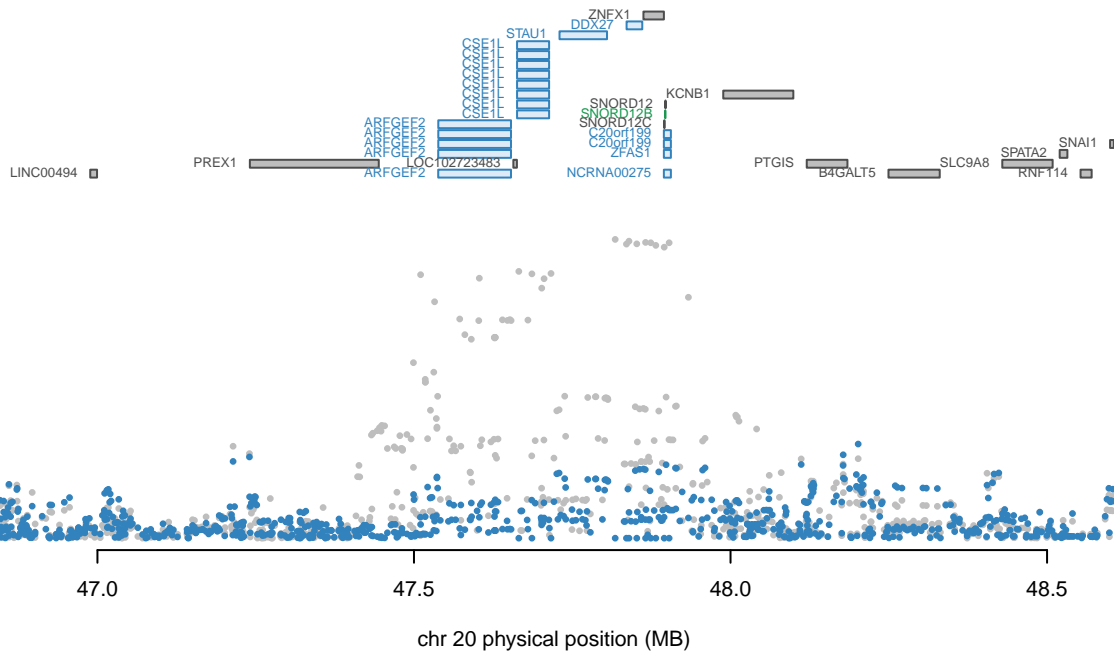 ZNFX1
DDX27
STAU1
CSE1L
CSE1L
CSE1L
CSE1L
CSE1L
CSE1L
KCNB1
SNORD12
CSE1L
SNORD12B
ARFGEF2
SNORD12C
ARFGEF2
C20orf199
ARFGEF2
C20orf199
SNAI1
ARFGEF2
ZFAS1
SPATA2
PREX1
LOC102723483
PTGIS
SLC9A8
LINC00494
ARFGEF2
NCRNA00275
B4GALT5
RNF114
47.0 47.5 48.0 48.5
chr 20 physical position (MB)